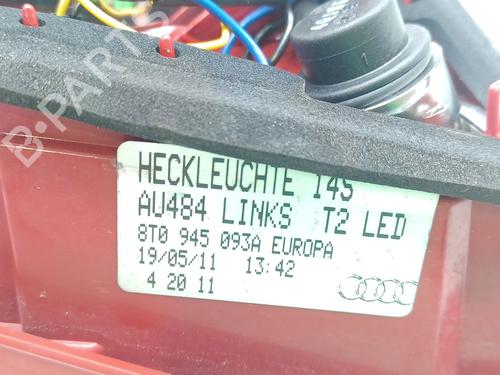 B-PARTS
HECKLEUCHTE 14S
AU484 LINKS T2 LED
8T0 945 093A EUROPA
19/05/11 13:42
4 20 11